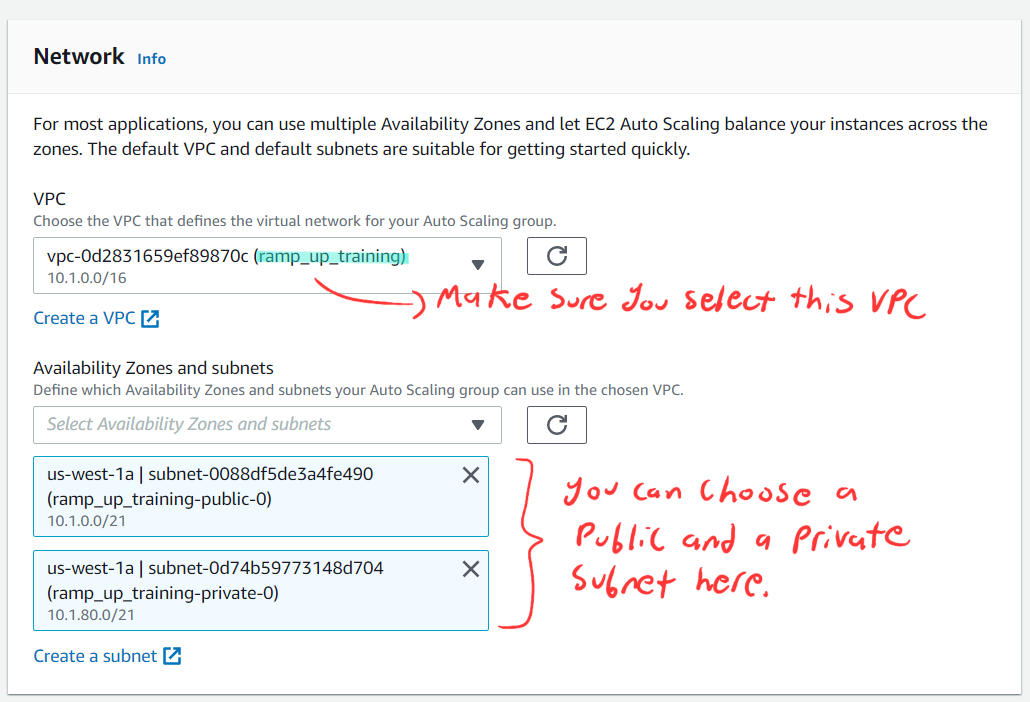 Network Info
For most applications, you can use multiple Availability Zones and let EC2 Auto Scaling balance your instances across the
zones. The default VPC and default subnets are suitable for getting started quickly.
VPC
Choose the VPC that defines the virtual network for your Auto Scaling group.
vpc-0d2831659ef89870c (ramp_up_training)
10.1.0.0/16
Make sure you select this VPC
Create a VPC
Availability Zones and subnets
Define which Availability Zones and subnets your Auto Scaling group can use in the chosen VPC.
Select Availability Zones and subnets
us-west-1a | subnet-0088df5de3a4fe490
(ramp_up_training-public-0)
10.1.0.0/21
you can choose a
Public and a private
subnet here.
us-west-1a | subnet-0d74b59773148d704
(ramp_up_training-private-0)
10.1.80.0/21
Create a subnet